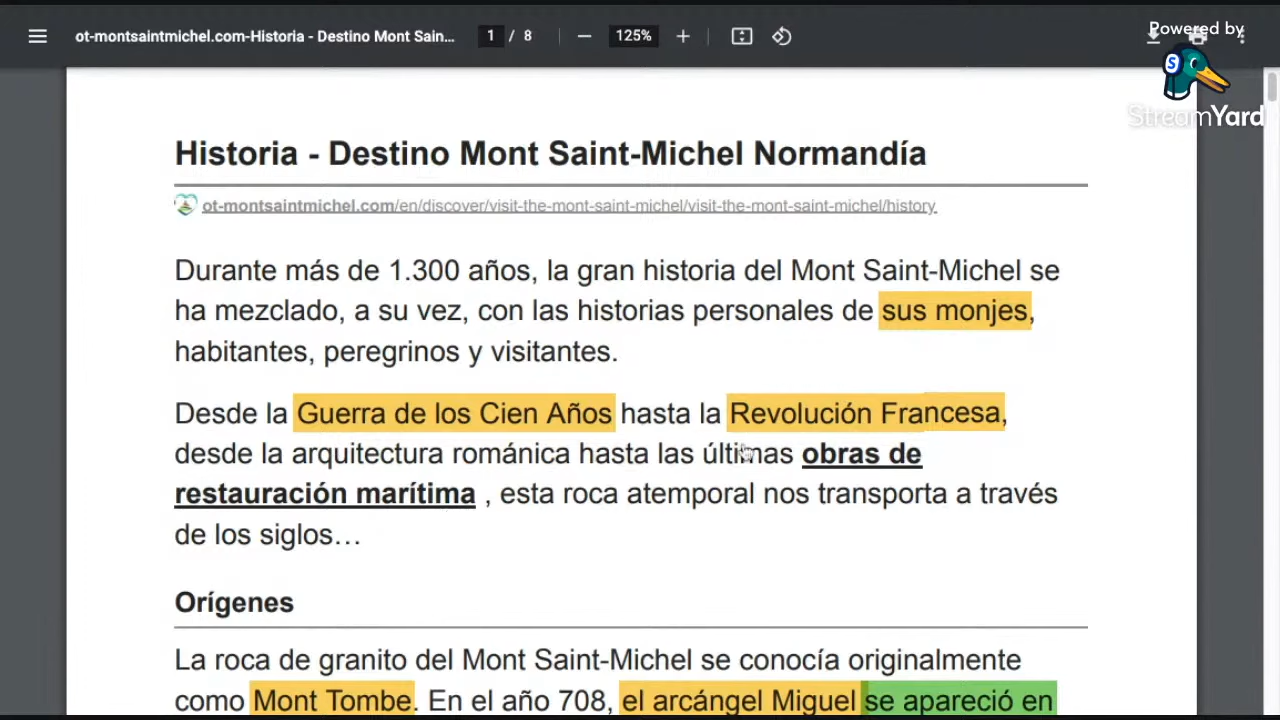 ot-montsaintmichel.com-Historia - Destino Mont Sain... 1 / 8 125%
Powered by
StreamYard
Historia - Destino Mont Saint-Michel Normandía
ot-montsaintmichel.com/en/discover/visit-the-mont-saint-michel/visit-the-mont-saint-michel/history
Durante más de 1.300 años, la gran historia del Mont Saint-Michel se
ha mezclado, a su vez, con las historias personales de sus monjes,
habitantes, peregrinos y visitantes.
Desde la Guerra de los Cien Años hasta la Revolución Francesa,
desde la arquitectura románica hasta las últimas obras de
restauración marítima , esta roca atemporal nos transporta a través
de los siglos…
Orígenes
La roca de granito del Mont Saint-Michel se conocía originalmente
como Mont Tombe. En el año 708, el arcángel Miguel se apareció en